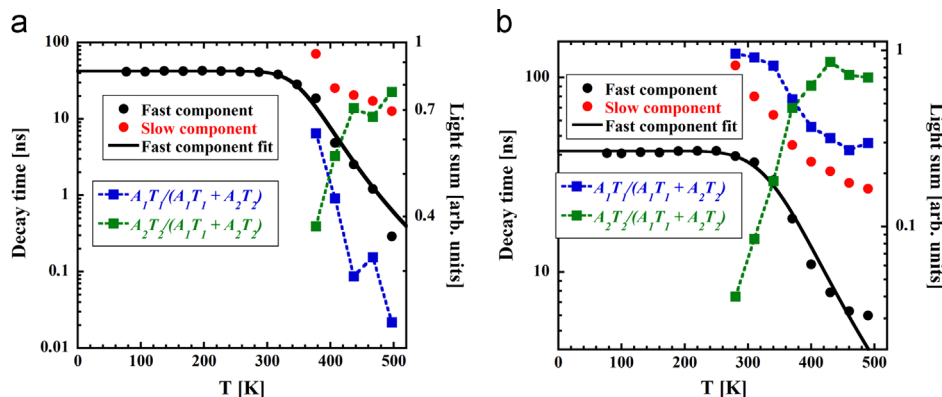 a
100
10
1
0.1
0.01
Decay time [ns]
0 100 200 300 400 500
T [K]
1
0.7
0.4
Light sum [arb. units]
Fast component
Slow component
Fast component fit
A₁T₁/(A₁T₁ + A₂T₂)
A₂T₂/(A₁T₁ + A₂T₂)
b
100
10
Decay time [ns]
0 100 200 300 400 500
T [K]
1
0.1
Light sum [arb. units]
Fast component
Slow component
Fast component fit
A₁T₁/(A₁T₁ + A₂T₂)
A₂T₂/(A₁T₁ + A₂T₂)